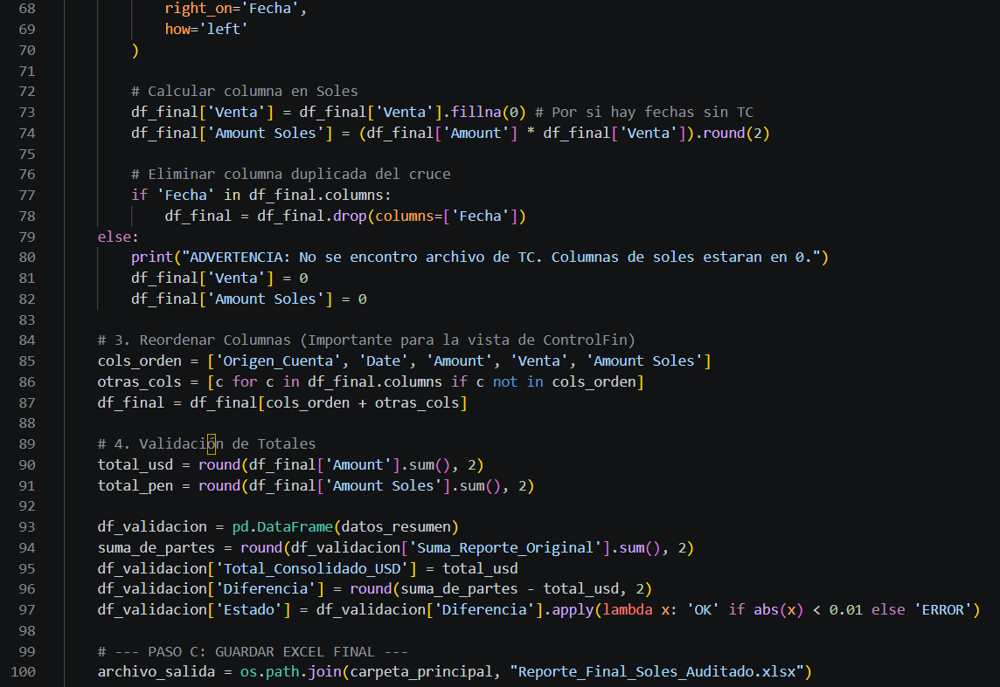 68 right_on='Fecha',
69 how='left'
70 )
71
72 # Calcular columna en Soles
73 df_final['Venta'] = df_final['Venta'].fillna(0) # Por si hay fechas sin TC
74 df_final['Amount Soles'] = (df_final['Amount'] * df_final['Venta']).round(2)
75
76 # Eliminar columna duplicada del cruce
77 if 'Fecha' in df_final.columns:
78 df_final = df_final.drop(columns=['Fecha'])
79 else:
80 print("ADVERTENCIA: No se encontro archivo de TC. Columnas de soles estaran en 0.")
81 df_final['Venta'] = 0
82 df_final['Amount Soles'] = 0
83
84 # 3. Reordenar Columnas (Importante para la vista de ControlFin)
85 cols_orden = ['Origen_Cuenta', 'Date', 'Amount', 'Venta', 'Amount Soles']
86 otras_cols = [c for c in df_final.columns if c not in cols_orden]
87 df_final = df_final[cols_orden + otras_cols]
88
89 # 4. Validación de Totales
90 total_usd = round(df_final['Amount'].sum(), 2)
91 total_pen = round(df_final['Amount Soles'].sum(), 2)
92
93 df_validacion = pd.DataFrame(datos_resumen)
94 suma_de_partes = round(df_validacion['Suma_Reporte_Original'].sum(), 2)
95 df_validacion['Total_Consolidado_USD'] = total_usd
96 df_validacion['Diferencia'] = round(suma_de_partes - total_usd, 2)
97 df_validacion['Estado'] = df_validacion['Diferencia'].apply(lambda x: 'OK' if abs(x) < 0.01 else 'ERROR')
98
99 # --- PASO C: GUARDAR EXCEL FINAL ---
100 archivo_salida = os.path.join(carpeta_principal, "Reporte_Final_Soles_Auditado.xlsx")